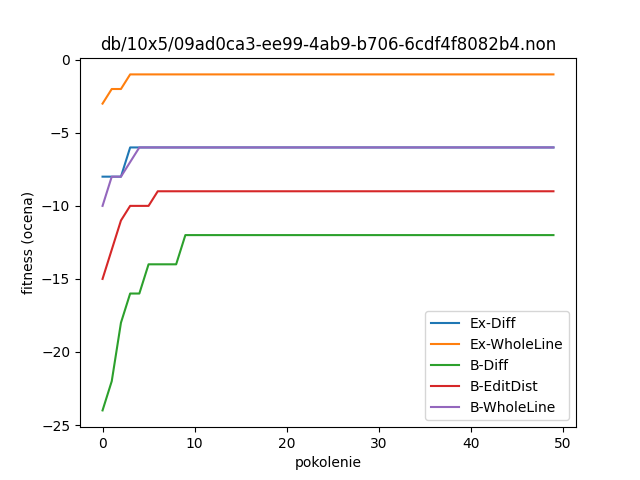 db/10x5/09ad0ca3-ee99-4ab9-b706-6cdf4f8082b4.non
0
−5
−10
−15
−20
−25
fitness (ocena)
0
10
20
30
40
50
pokolenie
Ex-Diff
Ex-WholeLine
B-Diff
B-EditDist
B-WholeLine